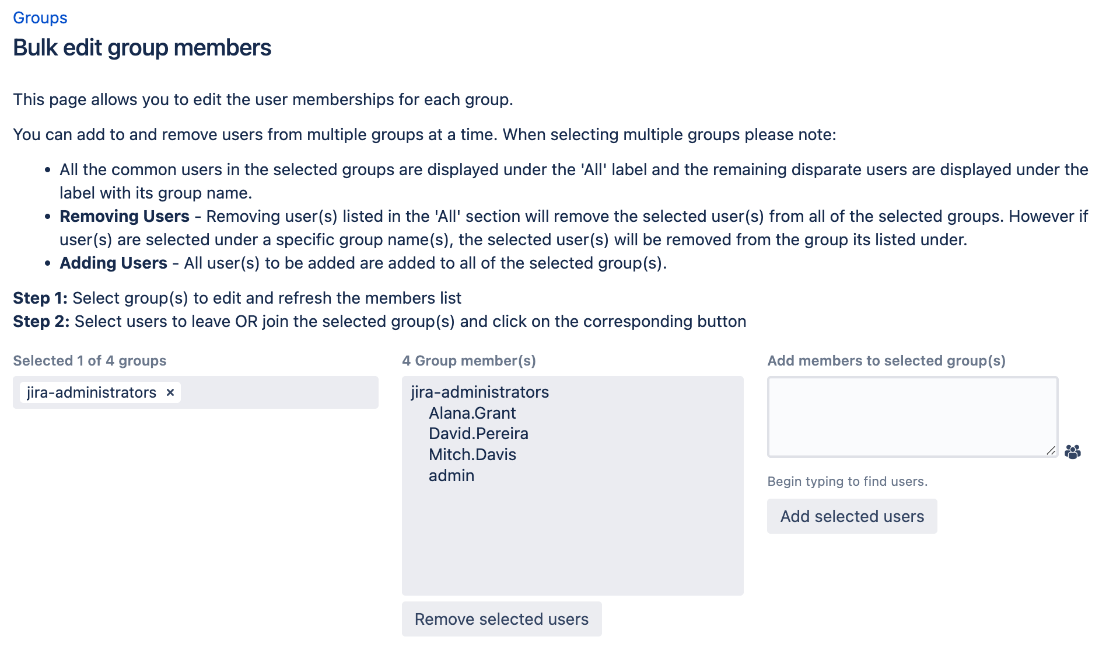 Groups
Bulk edit group members
This page allows you to edit the user memberships for each group.
You can add to and remove users from multiple groups at a time. When selecting multiple groups please note:
• All the common users in the selected groups are displayed under the 'All' label and the remaining disparate users are displayed under the
label with its group name.
• Removing Users - Removing user(s) listed in the 'All' section will remove the selected user(s) from all of the selected groups. However if
user(s) are selected under a specific group name(s), the selected user(s) will be removed from the group its listed under.
• Adding Users - All user(s) to be added are added to all of the selected group(s).
Step 1: Select group(s) to edit and refresh the members list
Step 2: Select users to leave OR join the selected group(s) and click on the corresponding button
Selected 1 of 4 groups
jira-administrators ×
4 Group member(s)
jira-administrators
Alana.Grant
David.Pereira
Mitch.Davis
admin
Remove selected users
Add members to selected group(s)
Begin typing to find users.
Add selected users